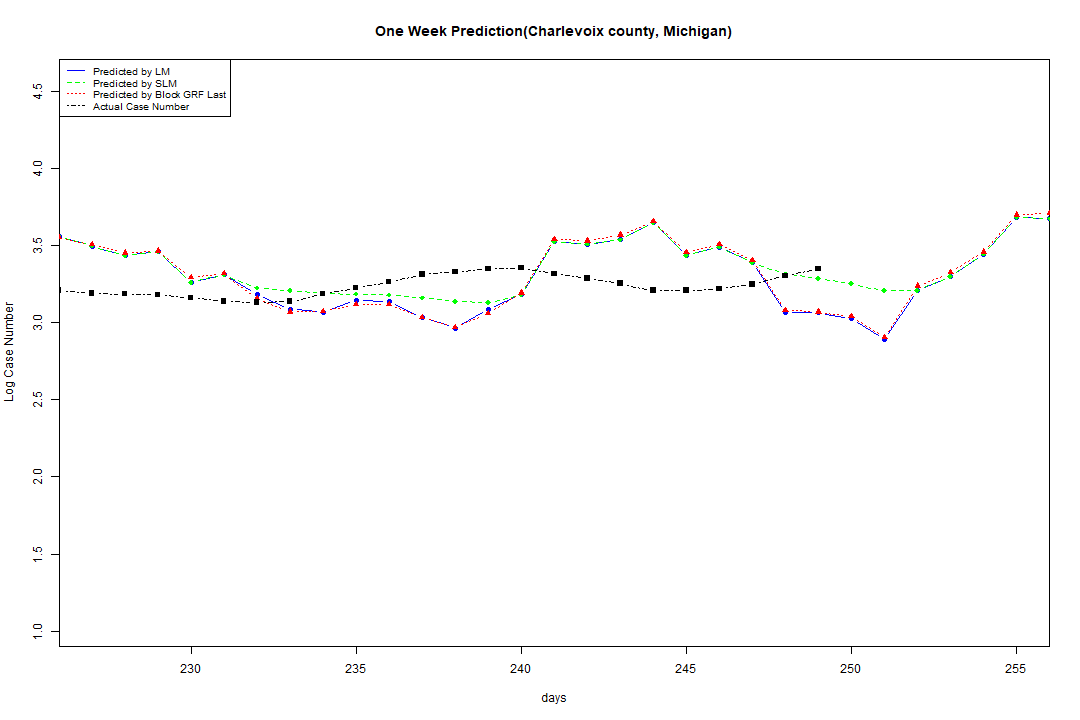 One Week Prediction(Charlevoix county, Michigan)
Predicted by LM
Predicted by SLM
Predicted by Block GRF Last
Actual Case Number
4.5
4.0
3.5
3.0
2.5
2.0
1.5
1.0
Log Case Number
230 235 240 245 250 255
days